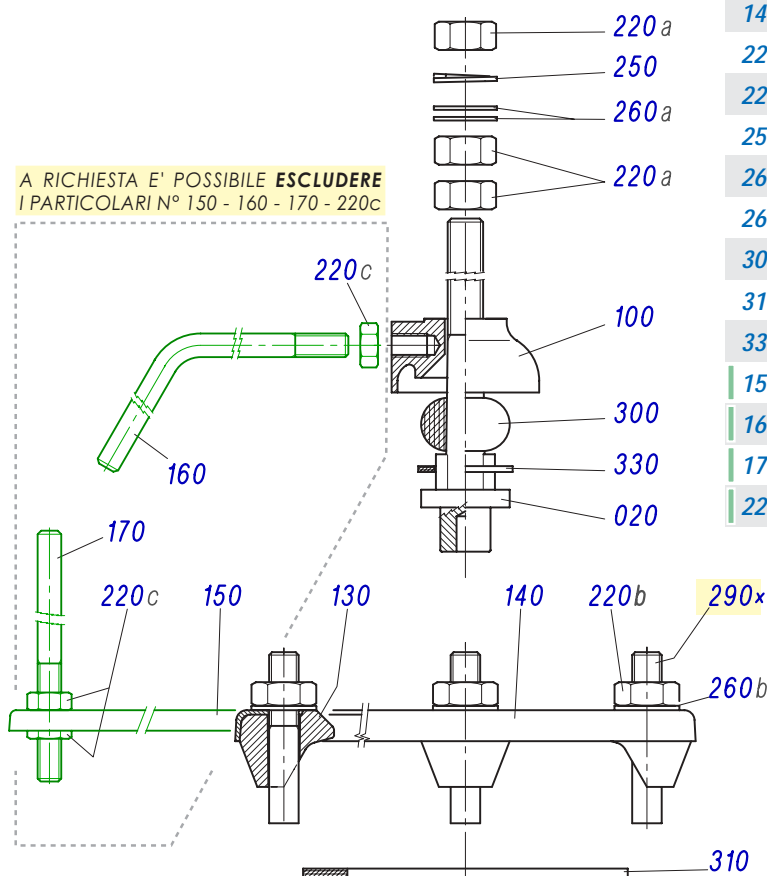 220a
250
260a
220a
A RICHIESTA E' POSSIBILE ESCLUDERE
I PARTICOLARI N° 150 - 160 - 170 - 220c
220c
100
300
160
330
020
170
220c
150
130
140
220b
290x
260b
310
14
22
22
25
26
26
30
31
33
15
16
17
22